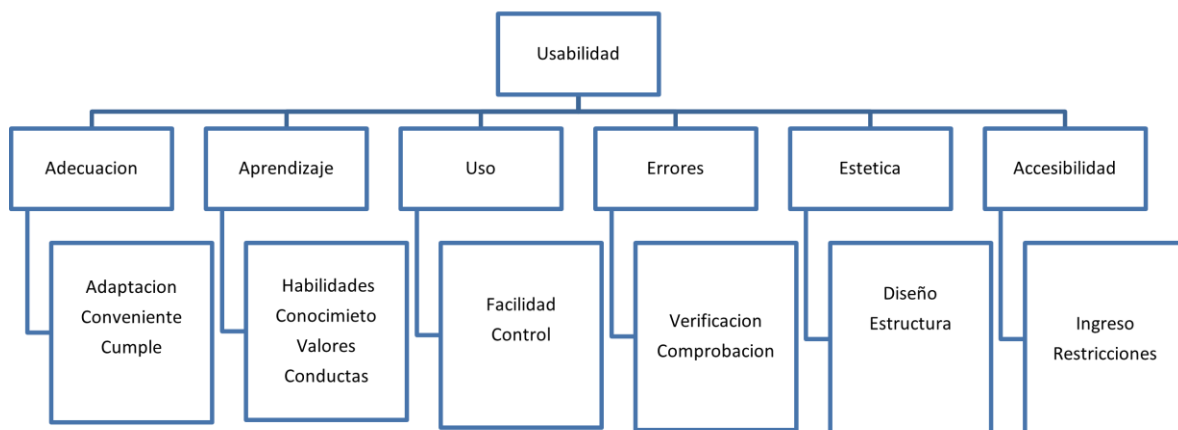 Usabilidad
Adecuacion
Aprendizaje
Uso
Errores
Estetica
Accesibilidad
Adaptacion
Conveniente
Cumple
Habilidades
Conocimieto
Valores
Conductas
Facilidad
Control
Verificacion
Comprobacion
Diseño
Estructura
Ingreso
Restricciones